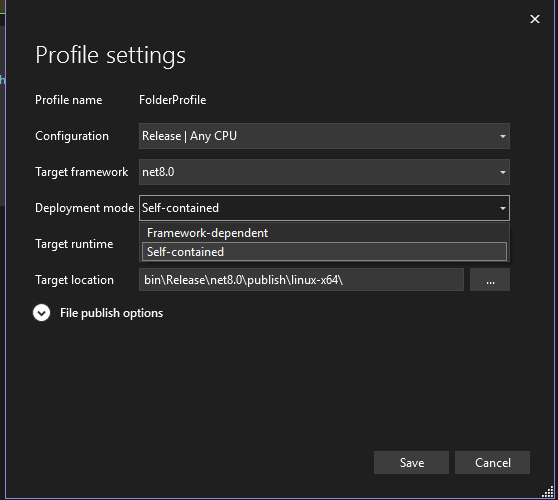 h
Profile settings
Profile name FolderProfile
Configuration Release | Any CPU
Target framework net8.0
Deployment mode Self-contained
Framework-dependent
Target runtime
Self-contained
Target location bin\Release\net8.0\publish\linux-x64\ ...
File publish options
Save Cancel